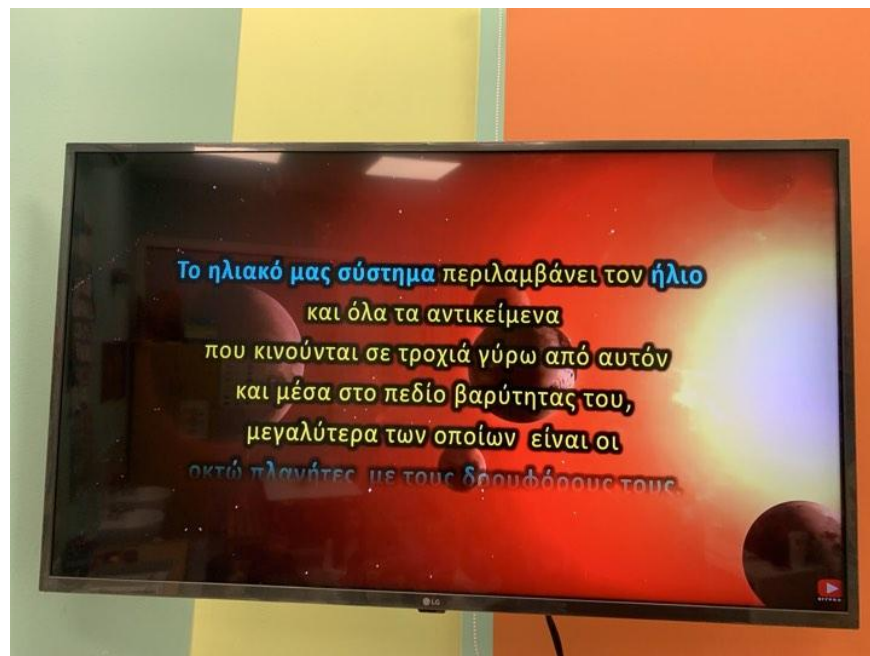 Το ηλιακό μας σύστημα περιλαμβάνει τον ήλιο
και όλα τα αντικείμενα
που κινούνται σε τροχιά γύρω από αυτόν
και μέσα στο πεδίο βαρύτητας του,
μεγαλύτερα των οποίων είναι οι
οκτώ πλανήτες με τους δορυφόρους τους.
LG